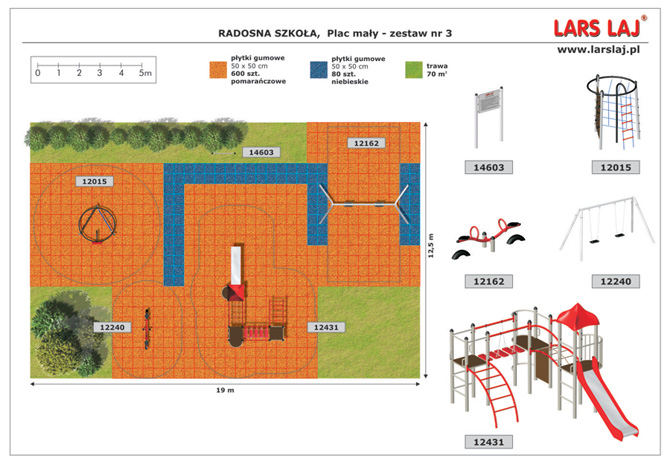 RADOSNA SZKOŁA, Plac mały - zestaw nr 3
LARS LAJ®
www.larslaj.pl
0 1 2 3 4 5m
płytki gumowe
50 x 50 cm
600 szt.
pomarańczowe
płytki gumowe
50 x 50 cm
80 szt.
niebieskie
trawa
70 m²
14603
12162
12015
12240
12431
12,5 m
19 m
14603
12015
12162
12240
12431